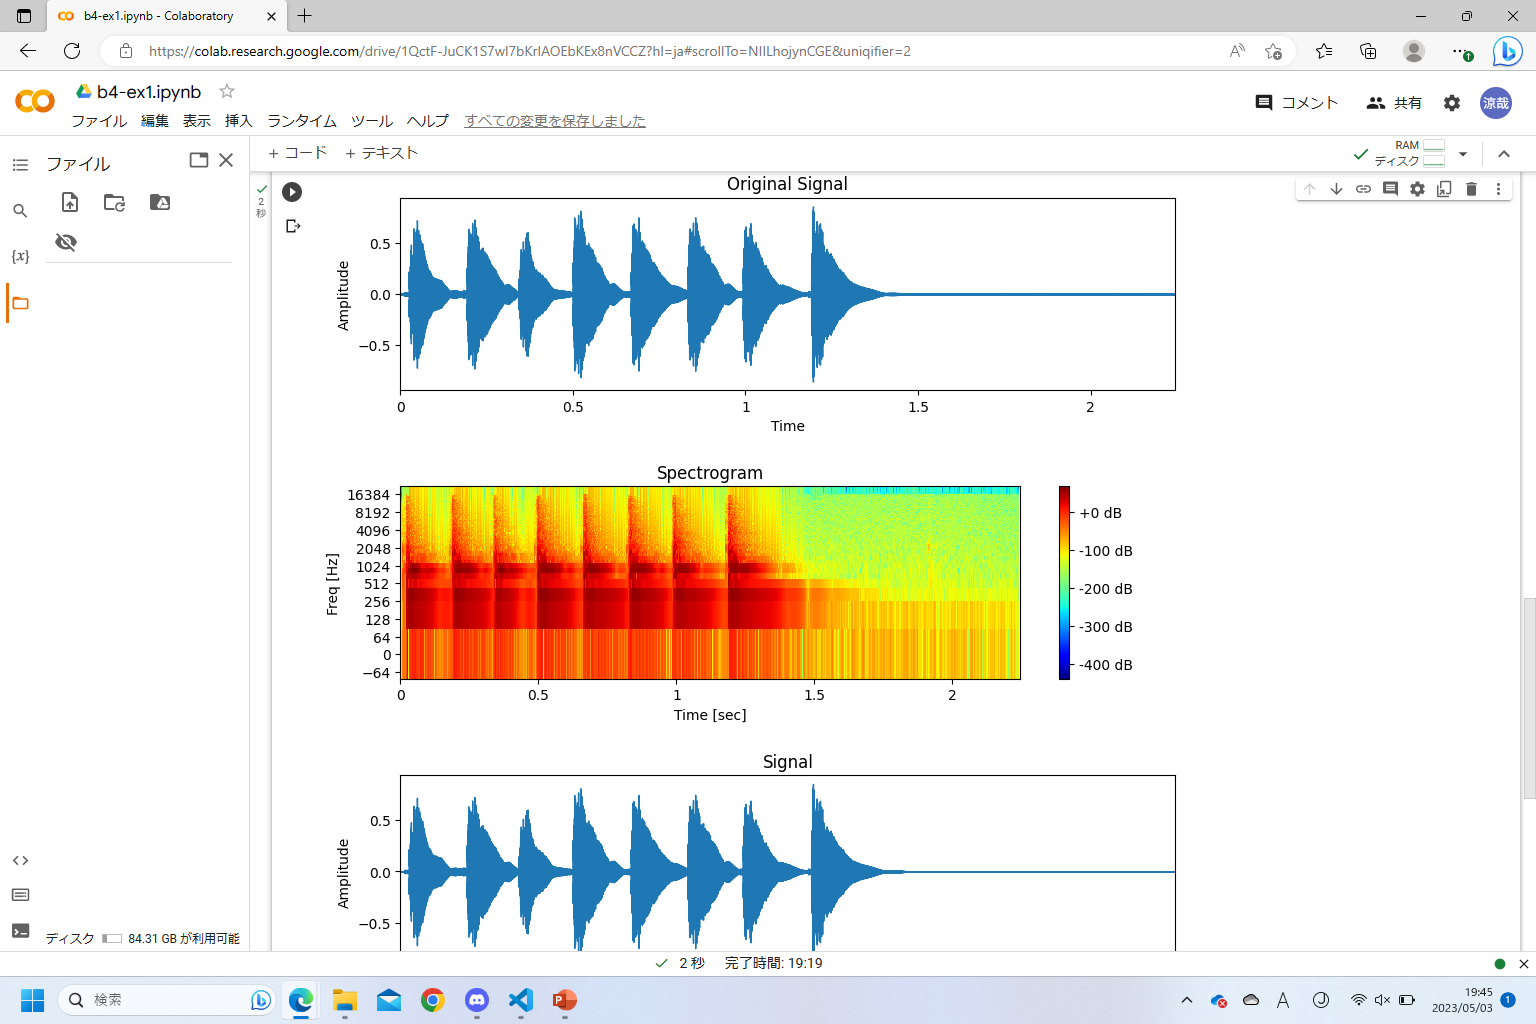 b4-ex1.ipynb - Colaboratory
https://colab.research.google.com/drive/1QctF-JuCK1S7wI7bKrIAOEbKEx8nVCCZ?hl=ja#scrollTo=NIILhojynCGE&uniqifier=2
b4-ex1.ipynb
コメント
共有
涼哉
ファイル 編集 表示 挿入 ランタイム ツール ヘルプ すべての変更を保存しました
ファイル
+ コード + テキスト
RAM
ディスク
{x}
2
秒
Original Signal
Amplitude
0.5
0.0
−0.5
0 0.5 1 1.5 2
Time
Spectrogram
Freq [Hz]
16384
8192
4096
2048
1024
512
256
128
64
0
−64
0 0.5 1 1.5 2
Time [sec]
+0 dB
-100 dB
-200 dB
-300 dB
-400 dB
Signal
Amplitude
0.5
0.0
−0.5
ディスク 84.31 GB が利用可能
2 秒 完了時間: 19:19
検索
A
19:45
2023/05/03
1